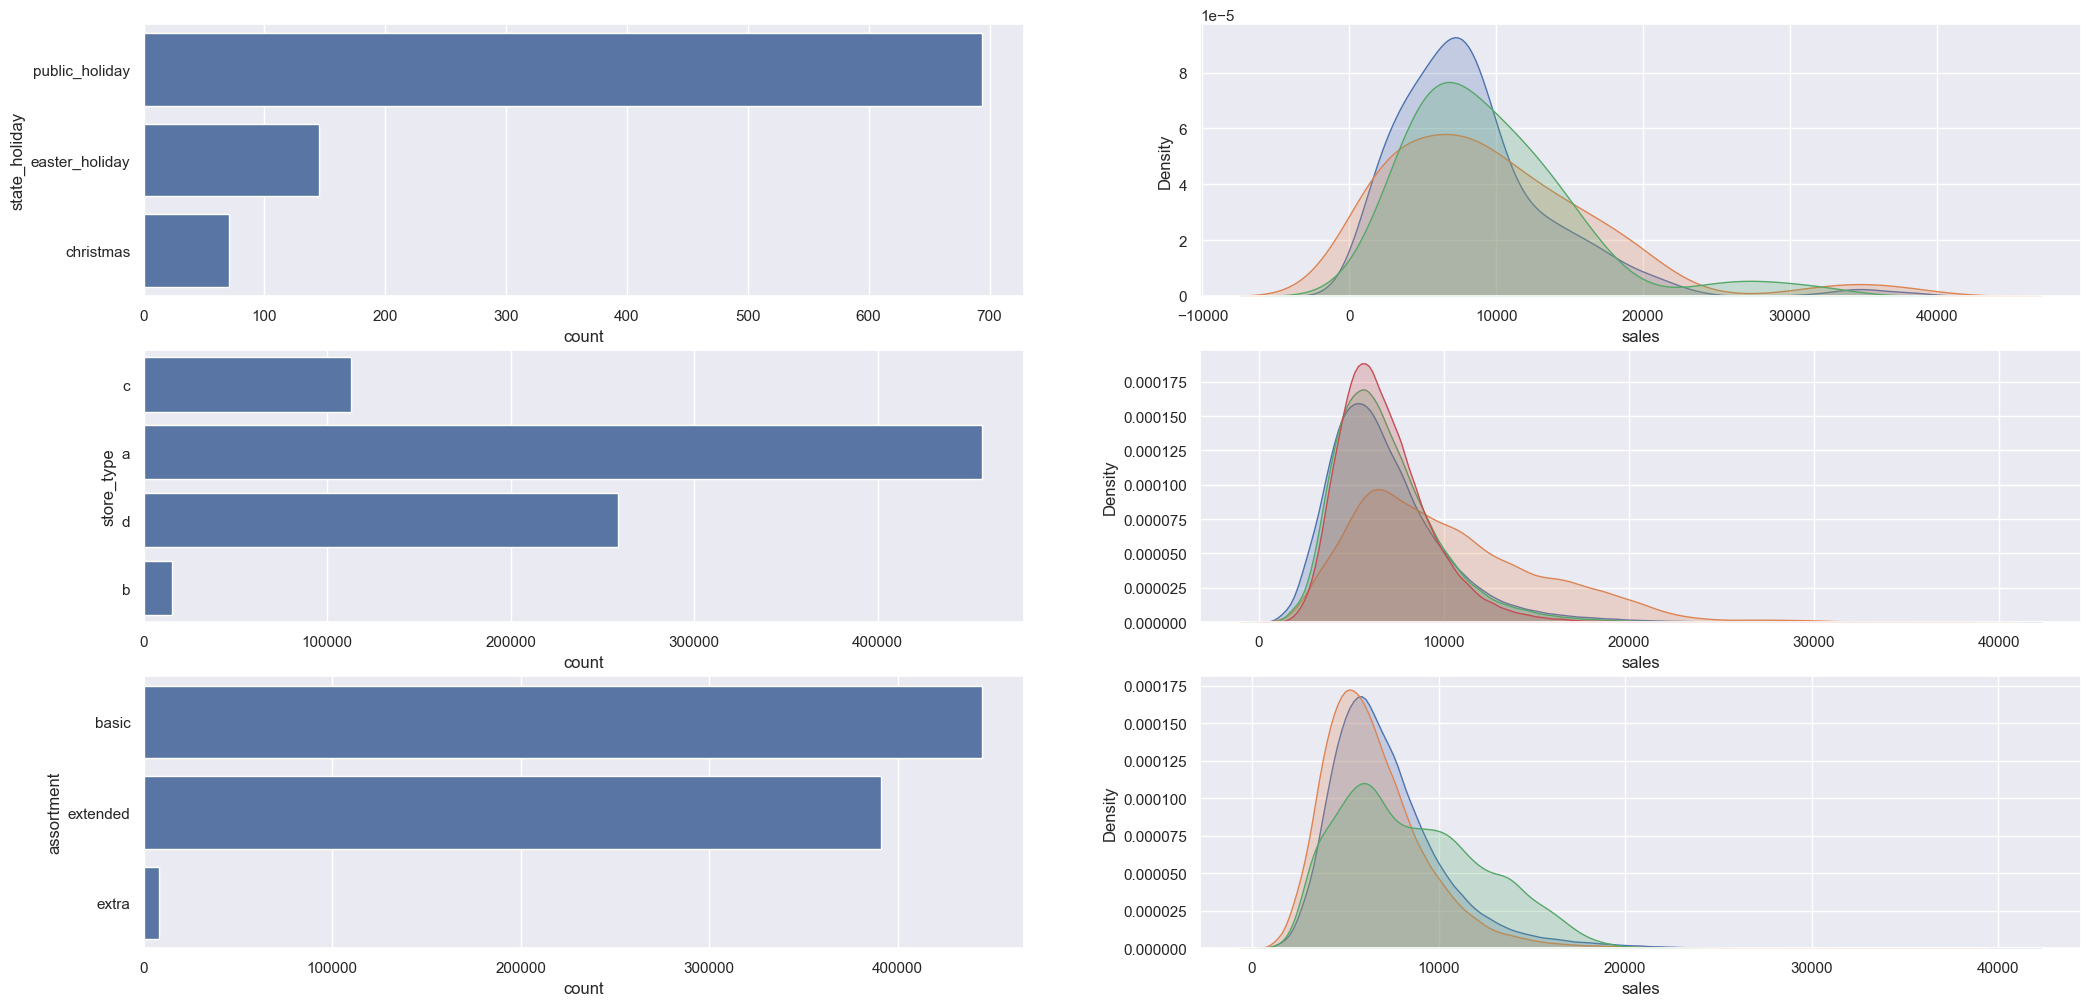 state_holiday
public_holiday
easter_holiday
christmas
0 100 200 300 400 500 600 700
count
1e−5
Density
8
6
4
2
0
−10000 0 10000 20000 30000 40000
sales
store_type
c
a
d
b
0 100000 200000 300000 400000
count
Density
0.000175
0.000150
0.000125
0.000100
0.000075
0.000050
0.000025
0.000000
0 10000 20000 30000 40000
sales
assortment
basic
extended
extra
0 100000 200000 300000 400000
count
Density
0.000175
0.000150
0.000125
0.000100
0.000075
0.000050
0.000025
0.000000
0 10000 20000 30000 40000
sales